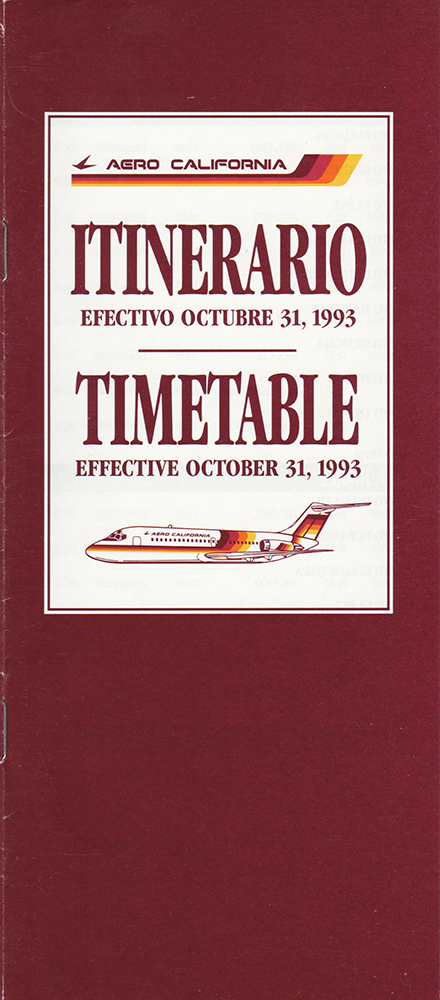 AERO CALIFORNIA
ITINERARIO
EFECTIVO OCTUBRE 31, 1993
TIMETABLE
EFFECTIVE OCTOBER 31, 1993
AERO CALIFORNIA